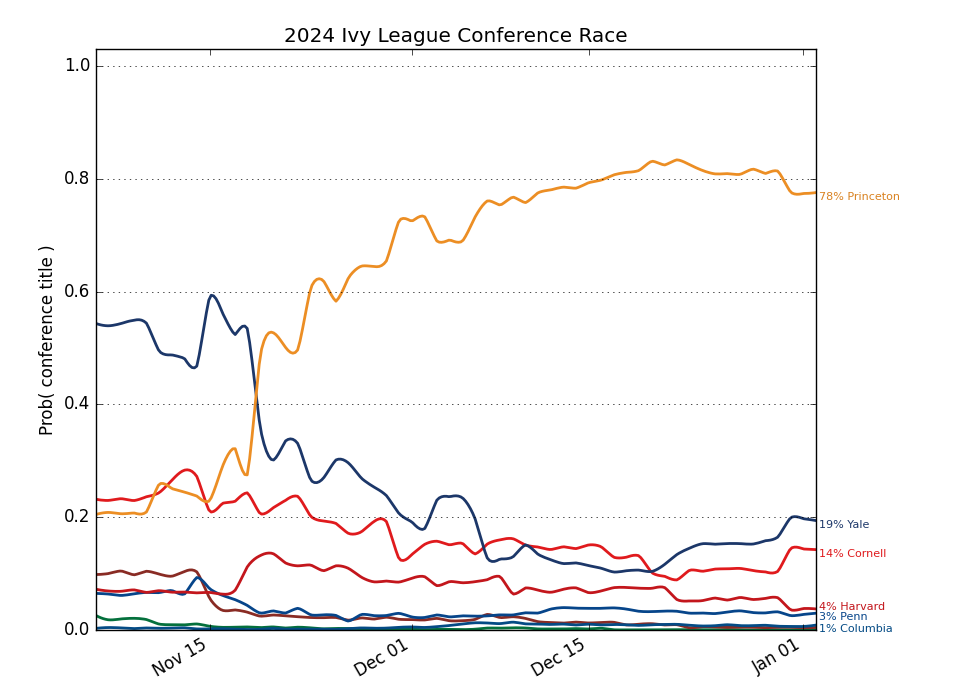 2024 Ivy League Conference Race
Prob( conference title )
1.0
0.8
0.6
0.4
0.2
0.0
78% Princeton
19% Yale
14% Cornell
4% Harvard
3% Penn
1% Columbia
Nov 15
Dec 01
Dec 15
Jan 01